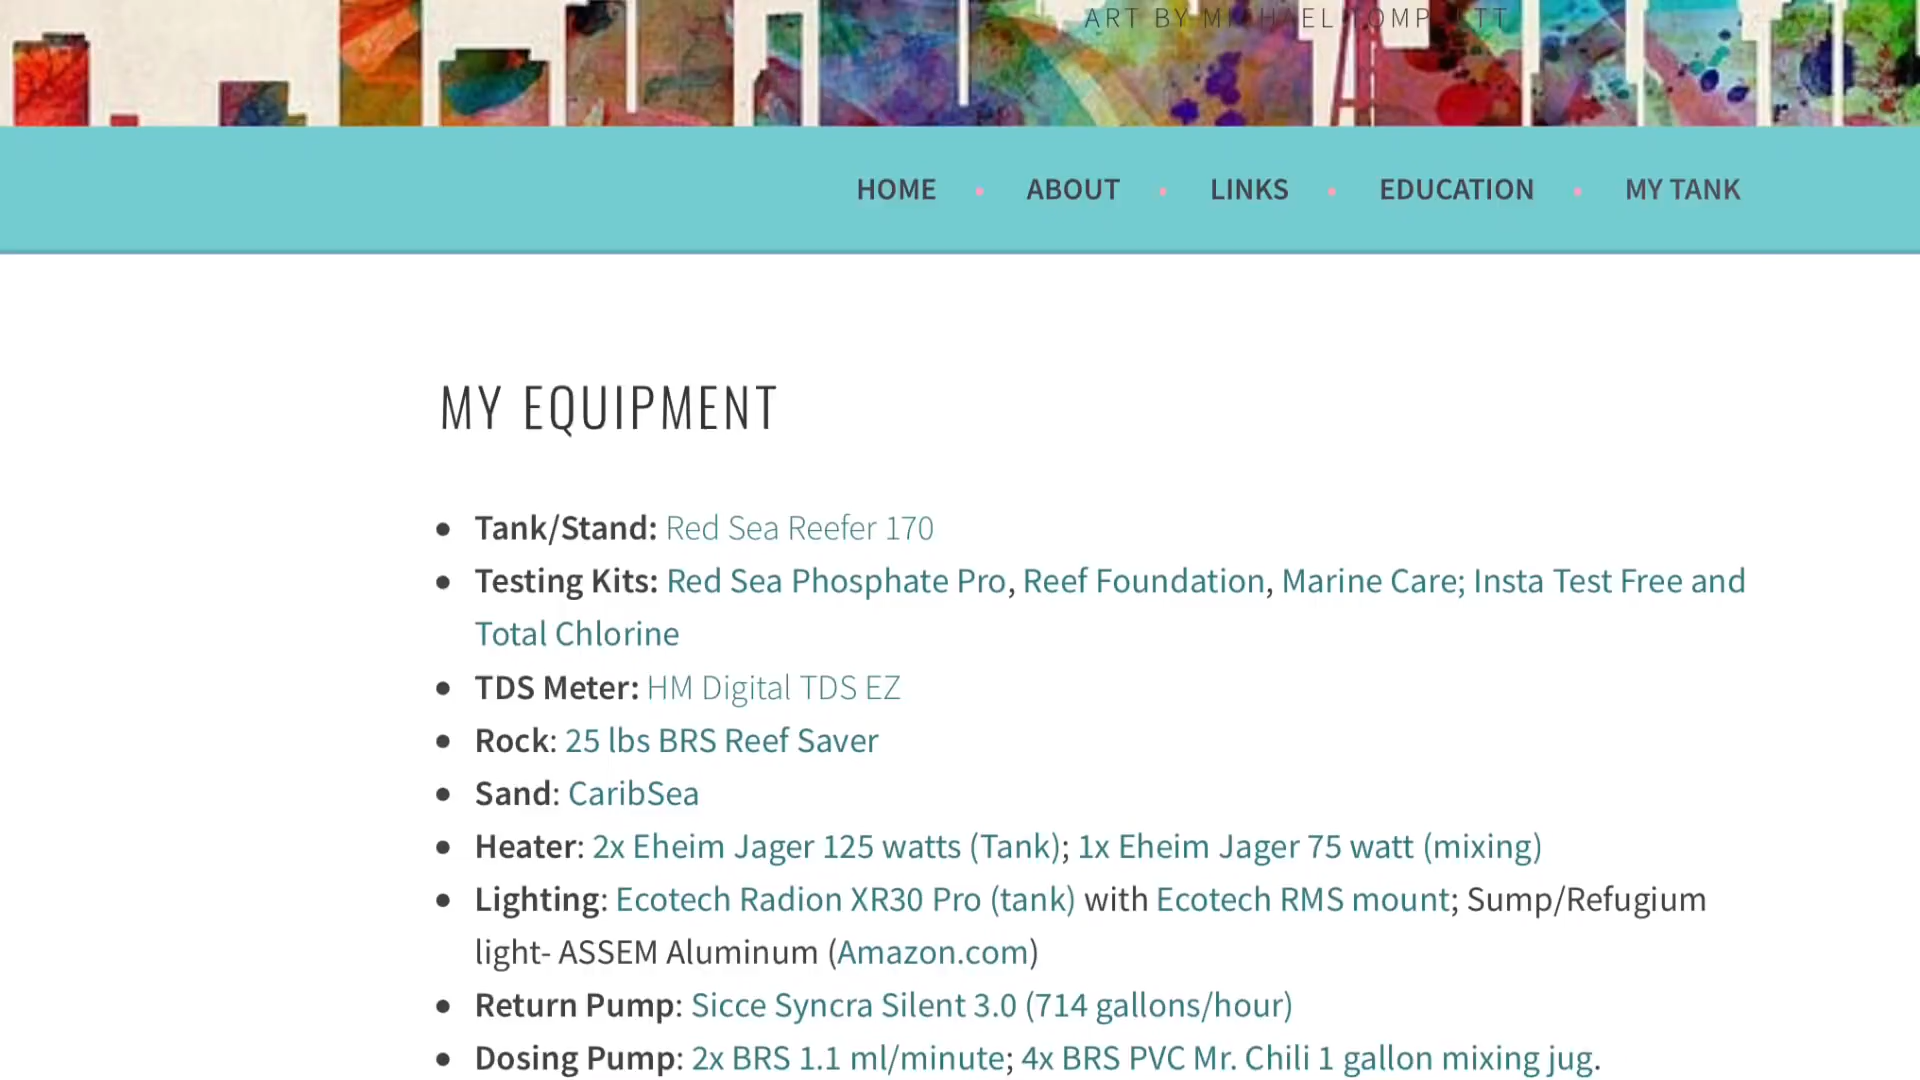 ART BY MICHAEL TOMPSETT
HOME • ABOUT • LINKS • EDUCATION • MY TANK
MY EQUIPMENT
• Tank/Stand: Red Sea Reefer 170
• Testing Kits: Red Sea Phosphate Pro, Reef Foundation, Marine Care; Insta Test Free and
Total Chlorine
• TDS Meter: HM Digital TDS EZ
• Rock: 25 lbs BRS Reef Saver
• Sand: CaribSea
• Heater: 2x Eheim Jager 125 watts (Tank); 1x Eheim Jager 75 watt (mixing)
• Lighting: Ecotech Radion XR30 Pro (tank) with Ecotech RMS mount; Sump/Refugium
light- ASSEM Aluminum (Amazon.com)
• Return Pump: Sicce Syncra Silent 3.0 (714 gallons/hour)
• Dosing Pump: 2x BRS 1.1 ml/minute; 4x BRS PVC Mr. Chili 1 gallon mixing jug.